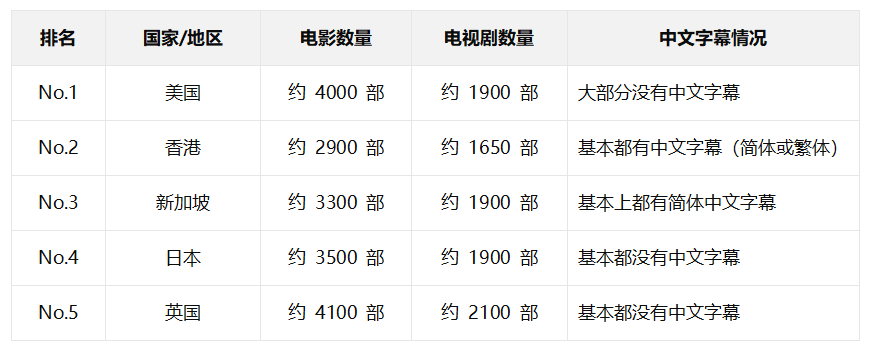 排名 国家/地区 电影数量 电视剧数量 中文字幕情况
No.1 美国 约 4000 部 约 1900 部 大部分没有中文字幕
No.2 香港 约 2900 部 约 1650 部 基本都有中文字幕（简体或繁体）
No.3 新加坡 约 3300 部 约 1900 部 基本上都有简体中文字幕
No.4 日本 约 3500 部 约 1900 部 基本都没有中文字幕
No.5 英国 约 4100 部 约 2100 部 基本都没有中文字幕